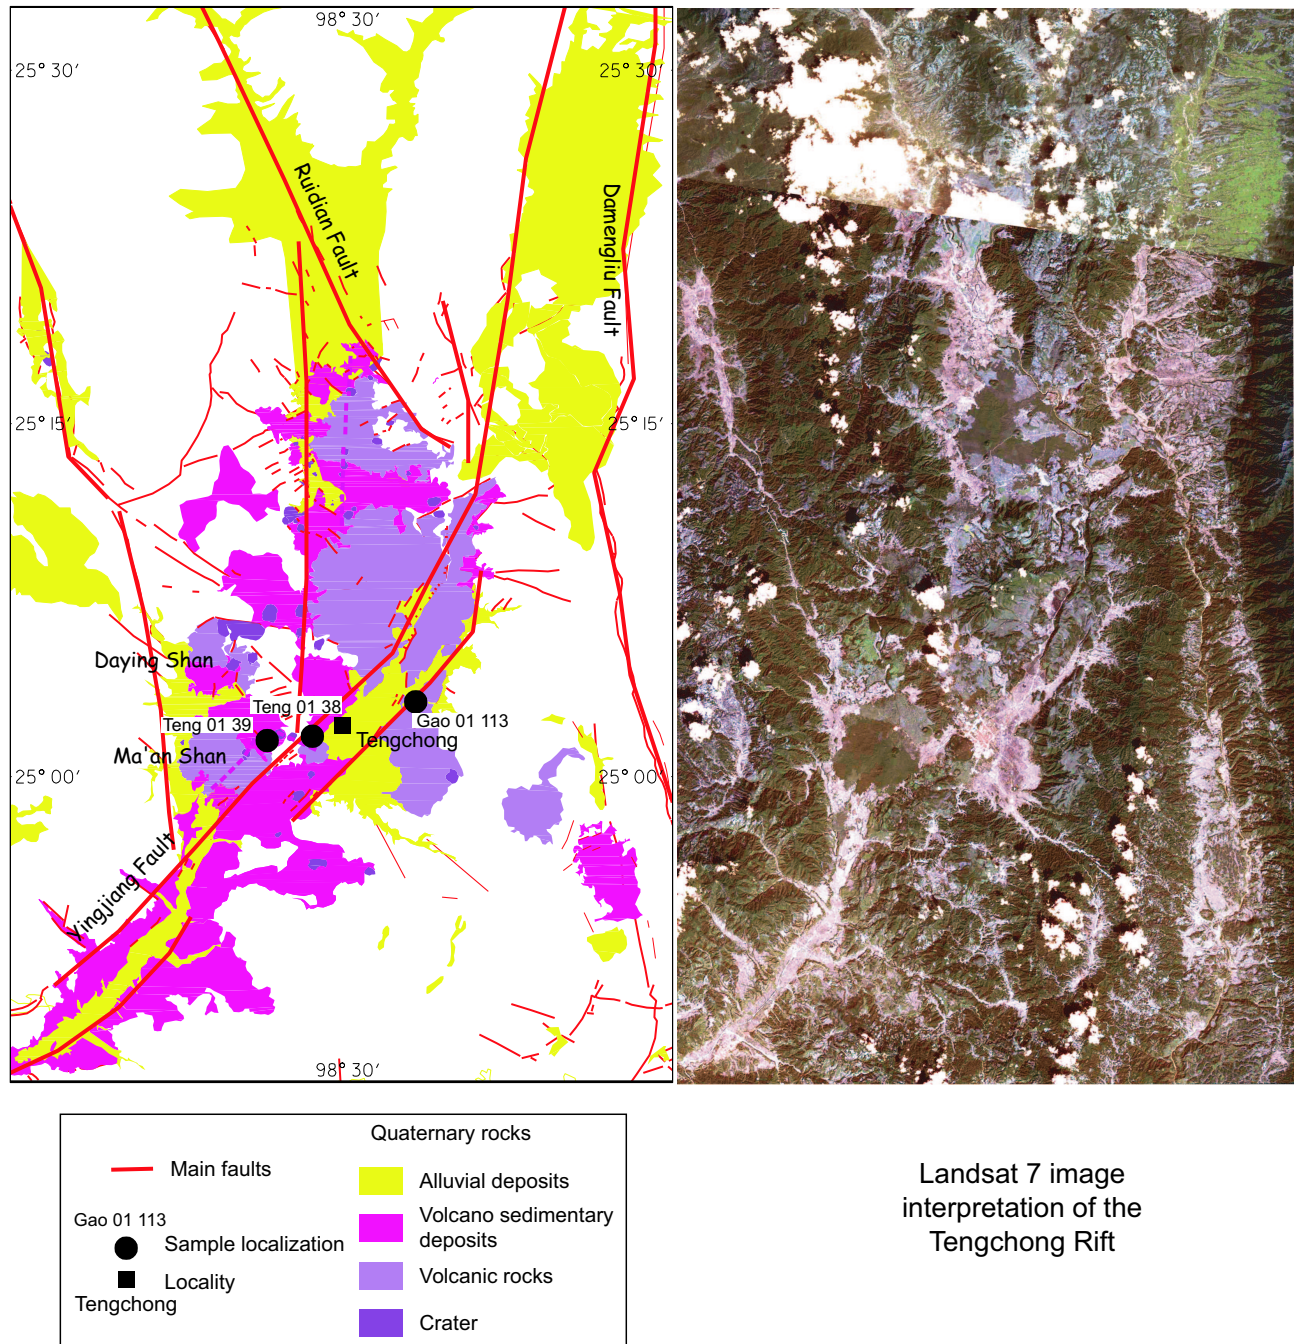 98° 30′
25° 30′
25° 30′
Ruidian Fault
Damengliu Fault
25° 15′
25° 15′
Daying Shan
Teng 01 38
Teng 01 39
Gao 01 113
Tengchong
Ma'an Shan
25° 00′
25° 00′
Yingjiang Fault
98° 30′
Quaternary rocks
Main faults
Alluvial deposits
Gao 01 113
Sample localization
Volcano sedimentary
deposits
Locality
Tengchong
Volcanic rocks
Crater
Landsat 7 image
interpretation of the
Tengchong Rift